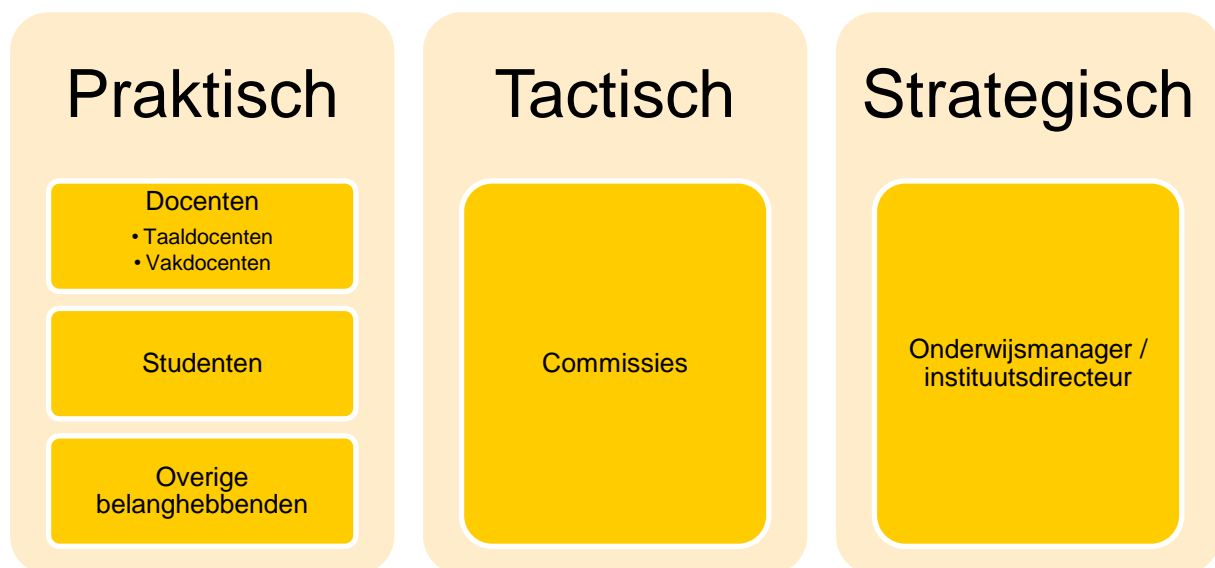 Praktisch
Docenten
• Taaldocenten
• Vakdocenten
Studenten
Overige
belanghebbenden
Tactisch
Commissies
Strategisch
Onderwijsmanager /
instituutsdirecteur